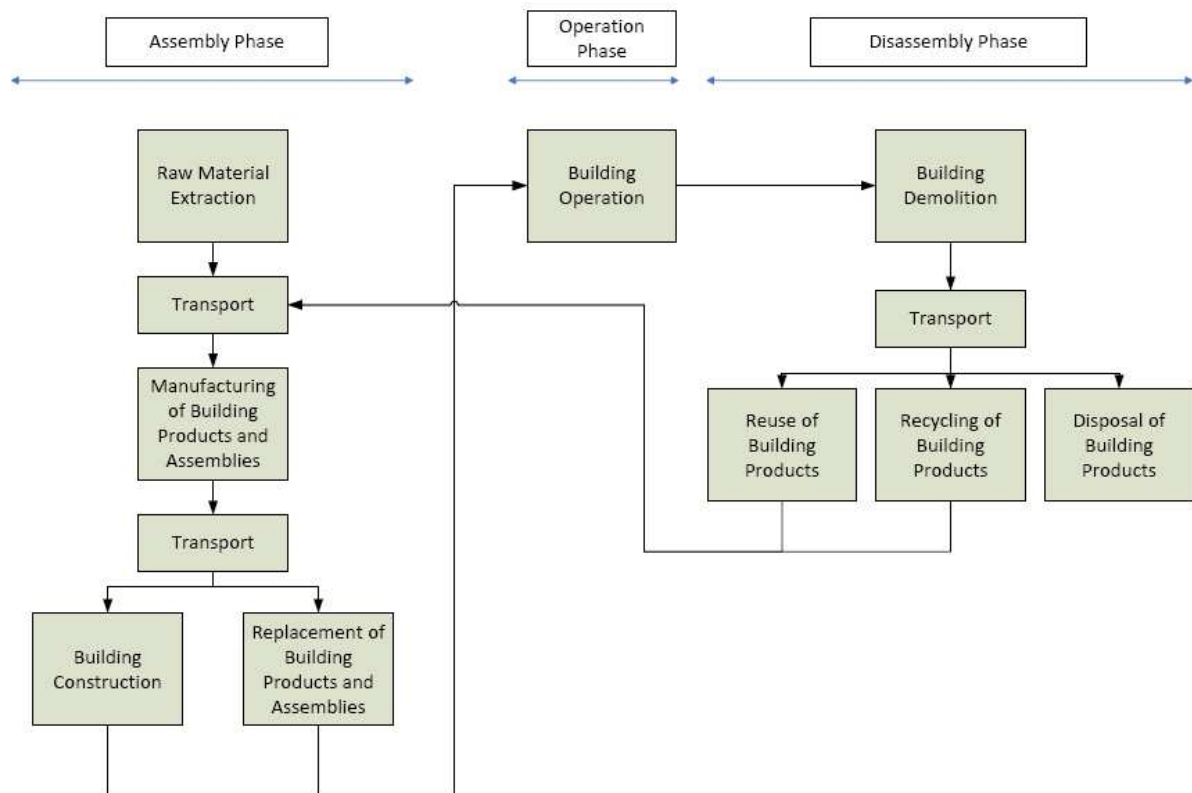 Assembly Phase
Operation
Phase
Disassembly Phase
Raw Material
Extraction
Transport
Manufacturing
of Building
Products and
Assemblies
Transport
Building
Construction
Replacement of
Building
Products and
Assemblies
Building
Operation
Building
Demolition
Transport
Reuse of
Building
Products
Recycling of
Building
Products
Disposal of
Building
Products